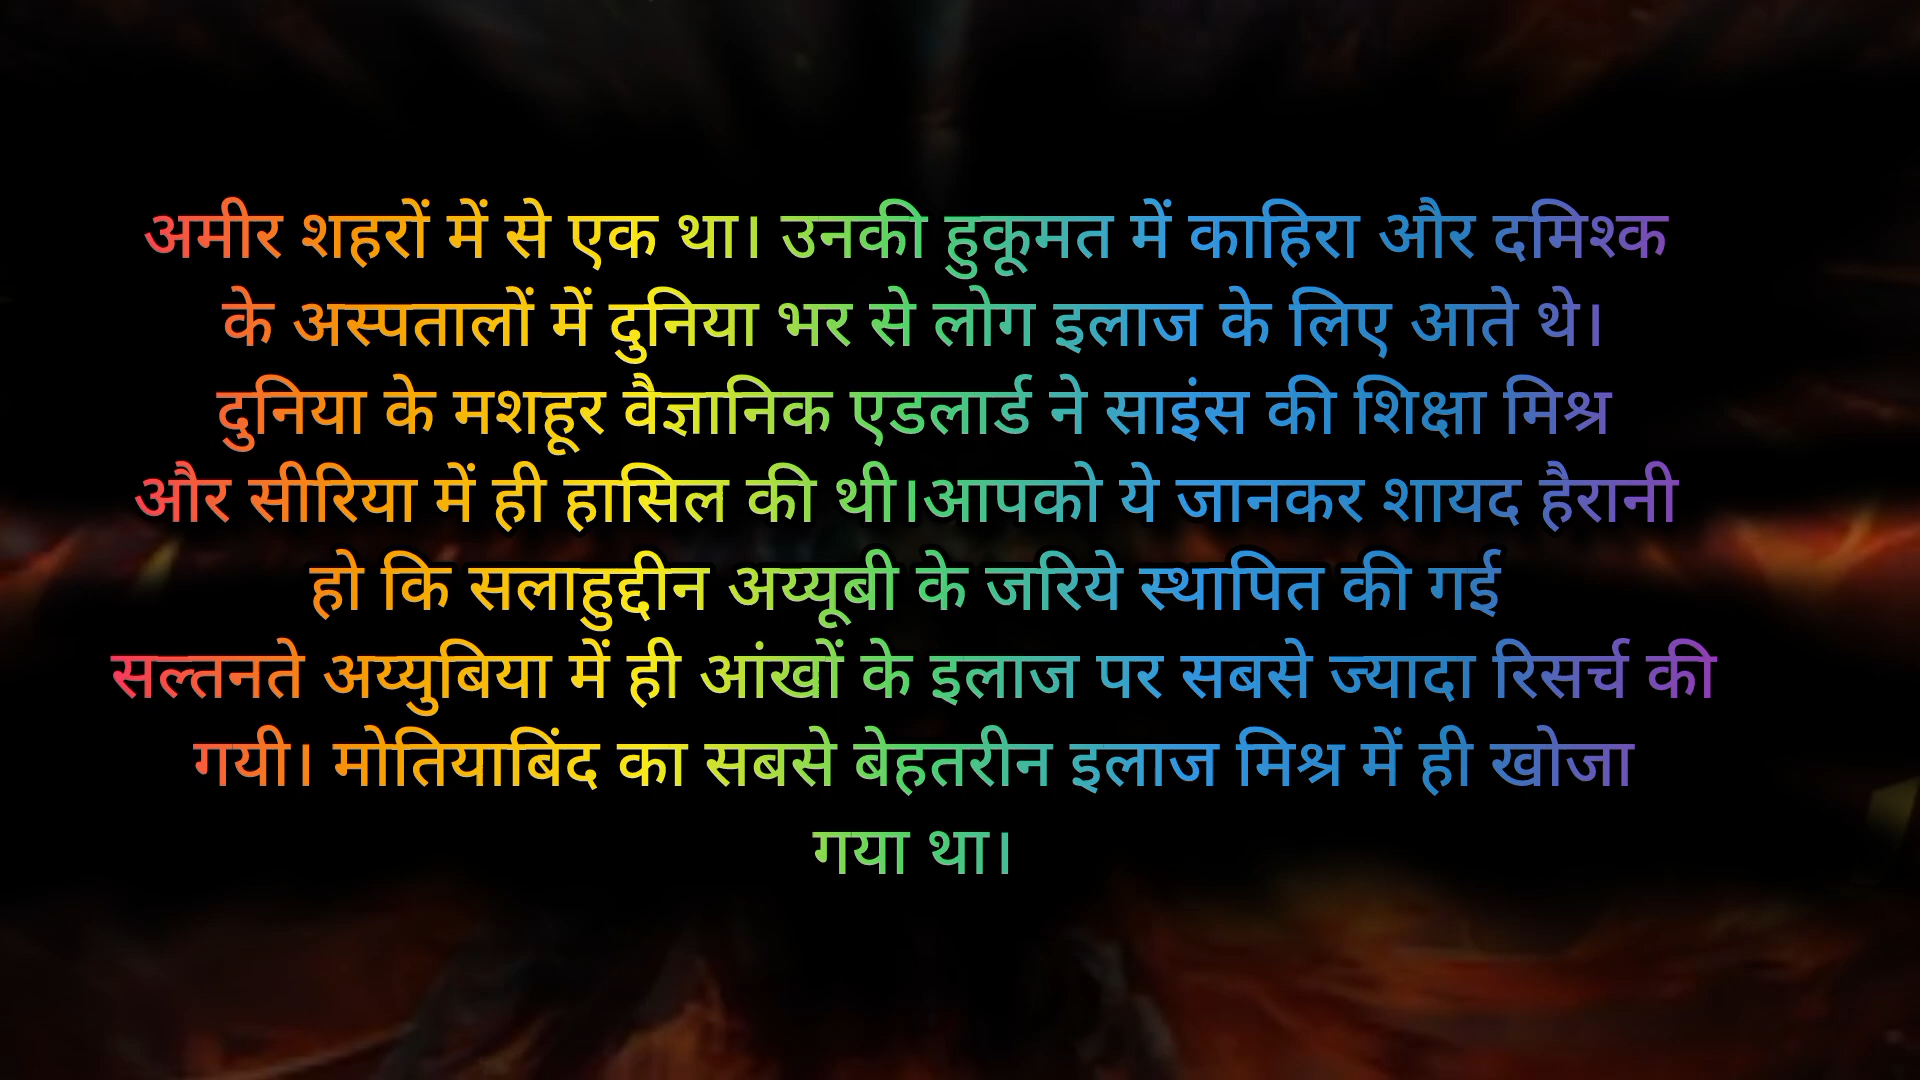 अमीर शहरों में से एक था। उनकी हुकूमत में काहिरा और दमिश्क
के अस्पतालों में दुनिया भर से लोग इलाज के लिए आते थे।
दुनिया के मशहूर वैज्ञानिक एडलार्ड ने साइंस की शिक्षा मिश्र
और सीरिया में ही हासिल की थी।आपको ये जानकर शायद हैरानी
हो कि सलाहुद्दीन अय्यूबी के जरिये स्थापित की गई
सल्तनते अय्युबिया में ही आंखों के इलाज पर सबसे ज्यादा रिसर्च की
गयी। मोतियाबिंद का सबसे बेहतरीन इलाज मिश्र में ही खोजा
गया था।